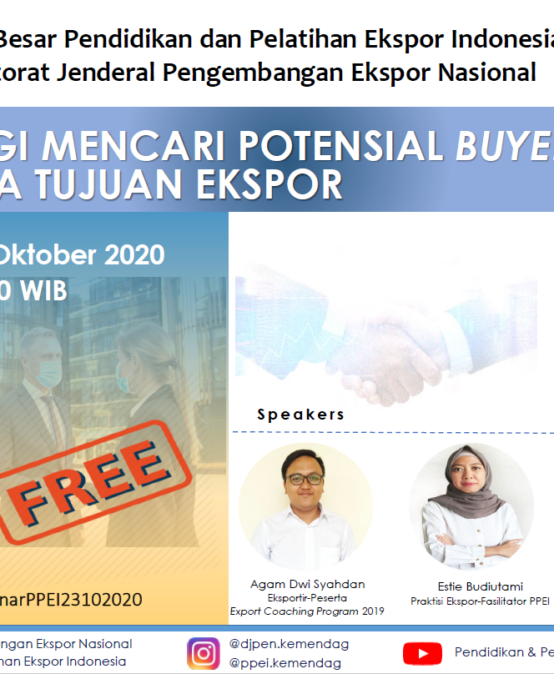 Besar Pendidikan dan Pelatihan Ekspor Indonesia
torat Jenderal Pengembangan Ekspor Nasional
GI MENCARI POTENSIAL BUYE
A TUJUAN EKSPOR
Oktober 2020
0 WIB
Speakers
FREE
Agam Dwi Syahdan
Eksportir-Peserta
Export Coaching Program 2019
Estie Budiutami
Praktisi Ekspor-Fasilitator PPEI
narPPEI23102020
ngan Ekspor Nasional
han Ekspor Indonesia
@djpen.kemendag
@ppei.kemendag
Pendidikan & Pe